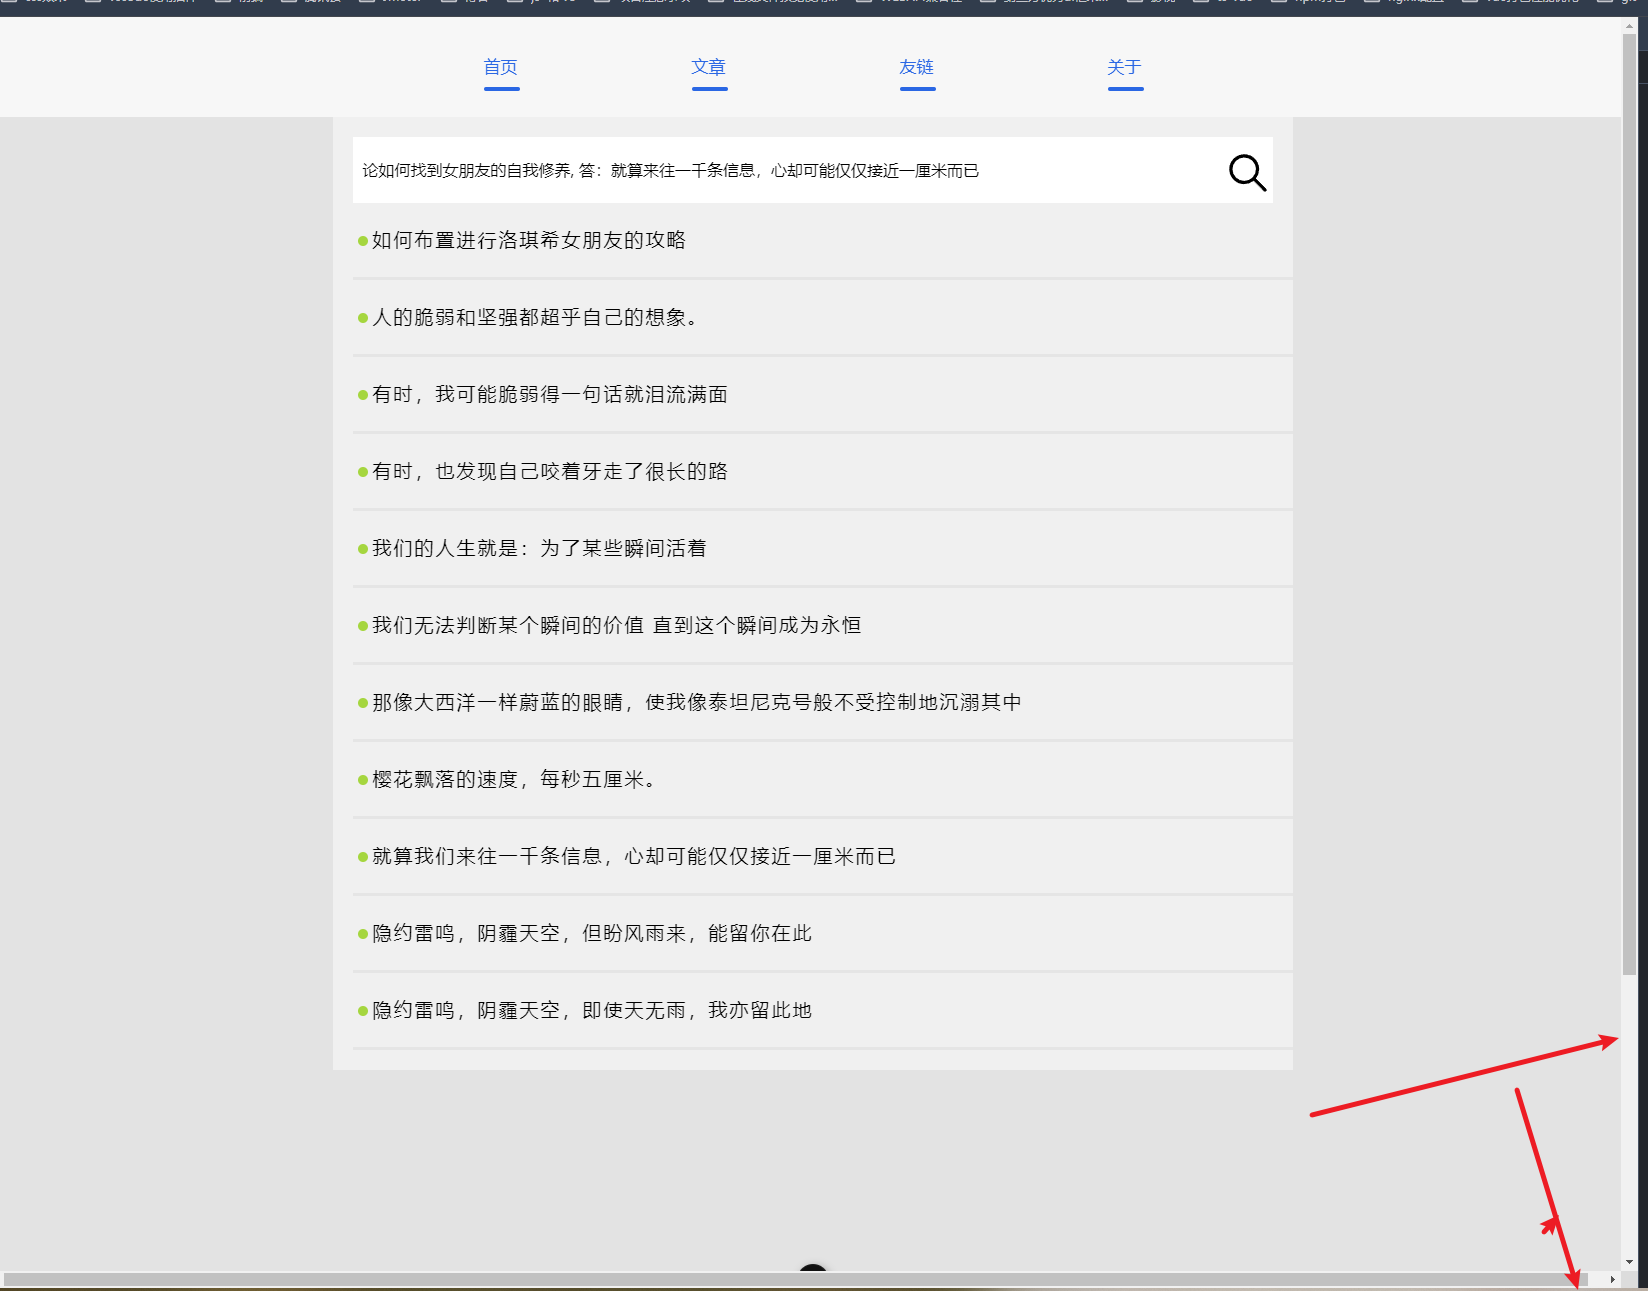 首页 文章 友链 关于
论如何找到女朋友的自我修养, 答：就算来往一千条信息，心却可能仅仅接近一厘米而已
如何布置进行洛琪希女朋友的攻略
人的脆弱和坚强都超乎自己的想象。
有时，我可能脆弱得一句话就泪流满面
有时，也发现自己咬着牙走了很长的路
我们的人生就是：为了某些瞬间活着
我们无法判断某个瞬间的价值 直到这个瞬间成为永恒
那像大西洋一样蔚蓝的眼睛，使我像泰坦尼克号般不受控制地沉溺其中
樱花飘落的速度，每秒五厘米。
就算我们来往一千条信息，心却可能仅仅接近一厘米而已
隐约雷鸣，阴霾天空，但盼风雨来，能留你在此
隐约雷鸣，阴霾天空，即使天无雨，我亦留此地